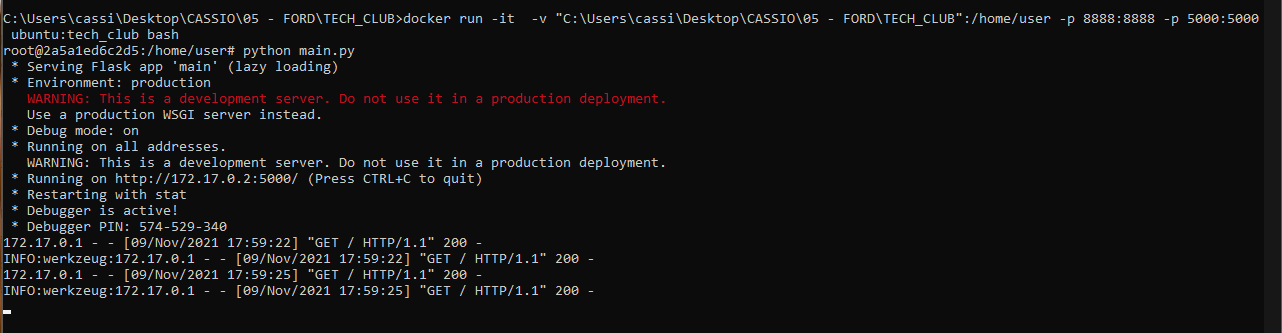 C:\Users\cassi\Desktop\CASSIO\05 - FORD\TECH_CLUB>docker run -it  -v "C:\Users\cassi\Desktop\CASSIO\05 - FORD\TECH_CLUB":/home/user -p 8888:8888 -p 5000:5000
 ubuntu:tech_club bash
root@2a5a1ed6c2d5:/home/user# python main.py
 * Serving Flask app 'main' (lazy loading)
 * Environment: production
   WARNING: This is a development server. Do not use it in a production deployment.
   Use a production WSGI server instead.
 * Debug mode: on
 * Running on all addresses.
   WARNING: This is a development server. Do not use it in a production deployment.
 * Running on http://172.17.0.2:5000/ (Press CTRL+C to quit)
 * Restarting with stat
 * Debugger is active!
 * Debugger PIN: 574-529-340
172.17.0.1 - - [09/Nov/2021 17:59:22] "GET / HTTP/1.1" 200 -
INFO:werkzeug:172.17.0.1 - - [09/Nov/2021 17:59:22] "GET / HTTP/1.1" 200 -
172.17.0.1 - - [09/Nov/2021 17:59:25] "GET / HTTP/1.1" 200 -
INFO:werkzeug:172.17.0.1 - - [09/Nov/2021 17:59:25] "GET / HTTP/1.1" 200 -